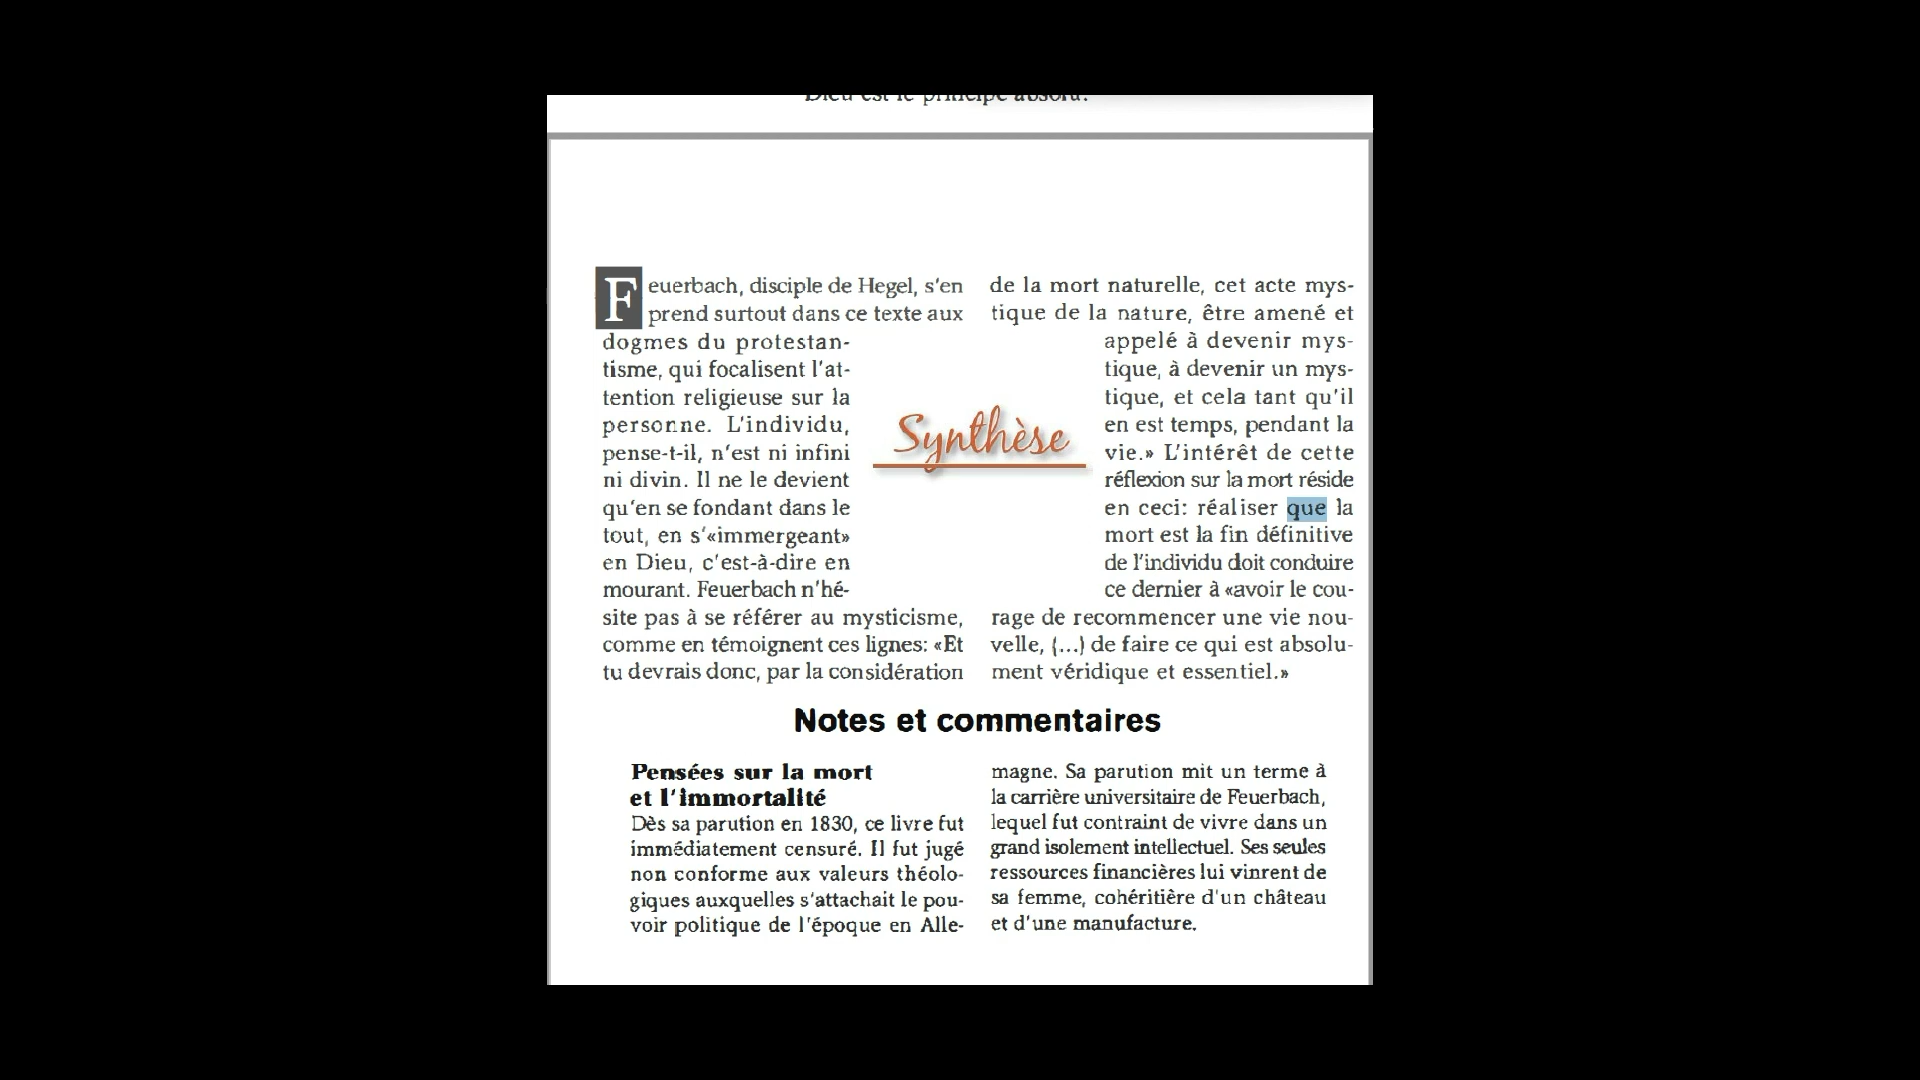 Dieu est le principe absolu.
Feuerbach, disciple de Hegel, s'en
prend surtout dans ce texte aux
dogmes du protestan-
tisme, qui focalisent l'at-
tention religieuse sur la
personne. L'individu,
pense-t-il, n'est ni infini
ni divin. Il ne le devient
qu'en se fondant dans le
tout, en s'«immergeant»
en Dieu, c'est-à-dire en
mourant. Feuerbach n'hé-
site pas à se référer au mysticisme,
comme en témoignent ces lignes: «Et
tu devrais donc, par la considération
de la mort naturelle, cet acte mys-
tique de la nature, être amené et
appelé à devenir mys-
tique, à devenir un mys-
tique, et cela tant qu'il
en est temps, pendant la
vie.» L'intérêt de cette
réflexion sur la mort réside
en ceci: réaliser que la
mort est la fin définitive
de l'individu doit conduire
ce dernier à «avoir le cou-
rage de recommencer une vie nou-
velle, (...) de faire ce qui est absolu-
ment véridique et essentiel.»
Synthèse
Notes et commentaires
Pensées sur la mort
et l'immortalité
Dès sa parution en 1830, ce livre fut
immédiatement censuré. Il fut jugé
non conforme aux valeurs théolo-
giques auxquelles s'attachait le pou-
voir politique de l'époque en Alle-
magne. Sa parution mit un terme à
la carrière universitaire de Feuerbach,
lequel fut contraint de vivre dans un
grand isolement intellectuel. Ses seules
ressources financières lui vinrent de
sa femme, cohéritière d'un château
et d'une manufacture.